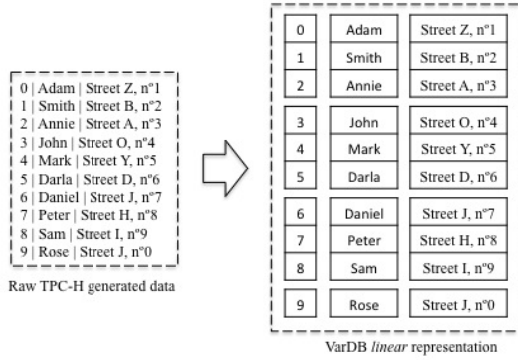 0 | Adam | Street Z, nº1
1 | Smith | Street B, nº2
2 | Annie | Street A, nº3
3 | John | Street O, nº4
4 | Mark | Street Y, nº5
5 | Darla | Street D, nº6
6 | Daniel | Street J, nº7
7 | Peter | Street H, nº8
8 | Sam | Street I, nº9
9 | Rose | Street J, nº0
Raw TPC-H generated data
0 Adam Street Z, nº1
1 Smith Street B, nº2
2 Annie Street A, nº3
3 John Street O, nº4
4 Mark Street Y, nº5
5 Darla Street D, nº6
6 Daniel Street J, nº7
7 Peter Street H, nº8
8 Sam Street I, nº9
9 Rose Street J, nº0
VarDB linear representation